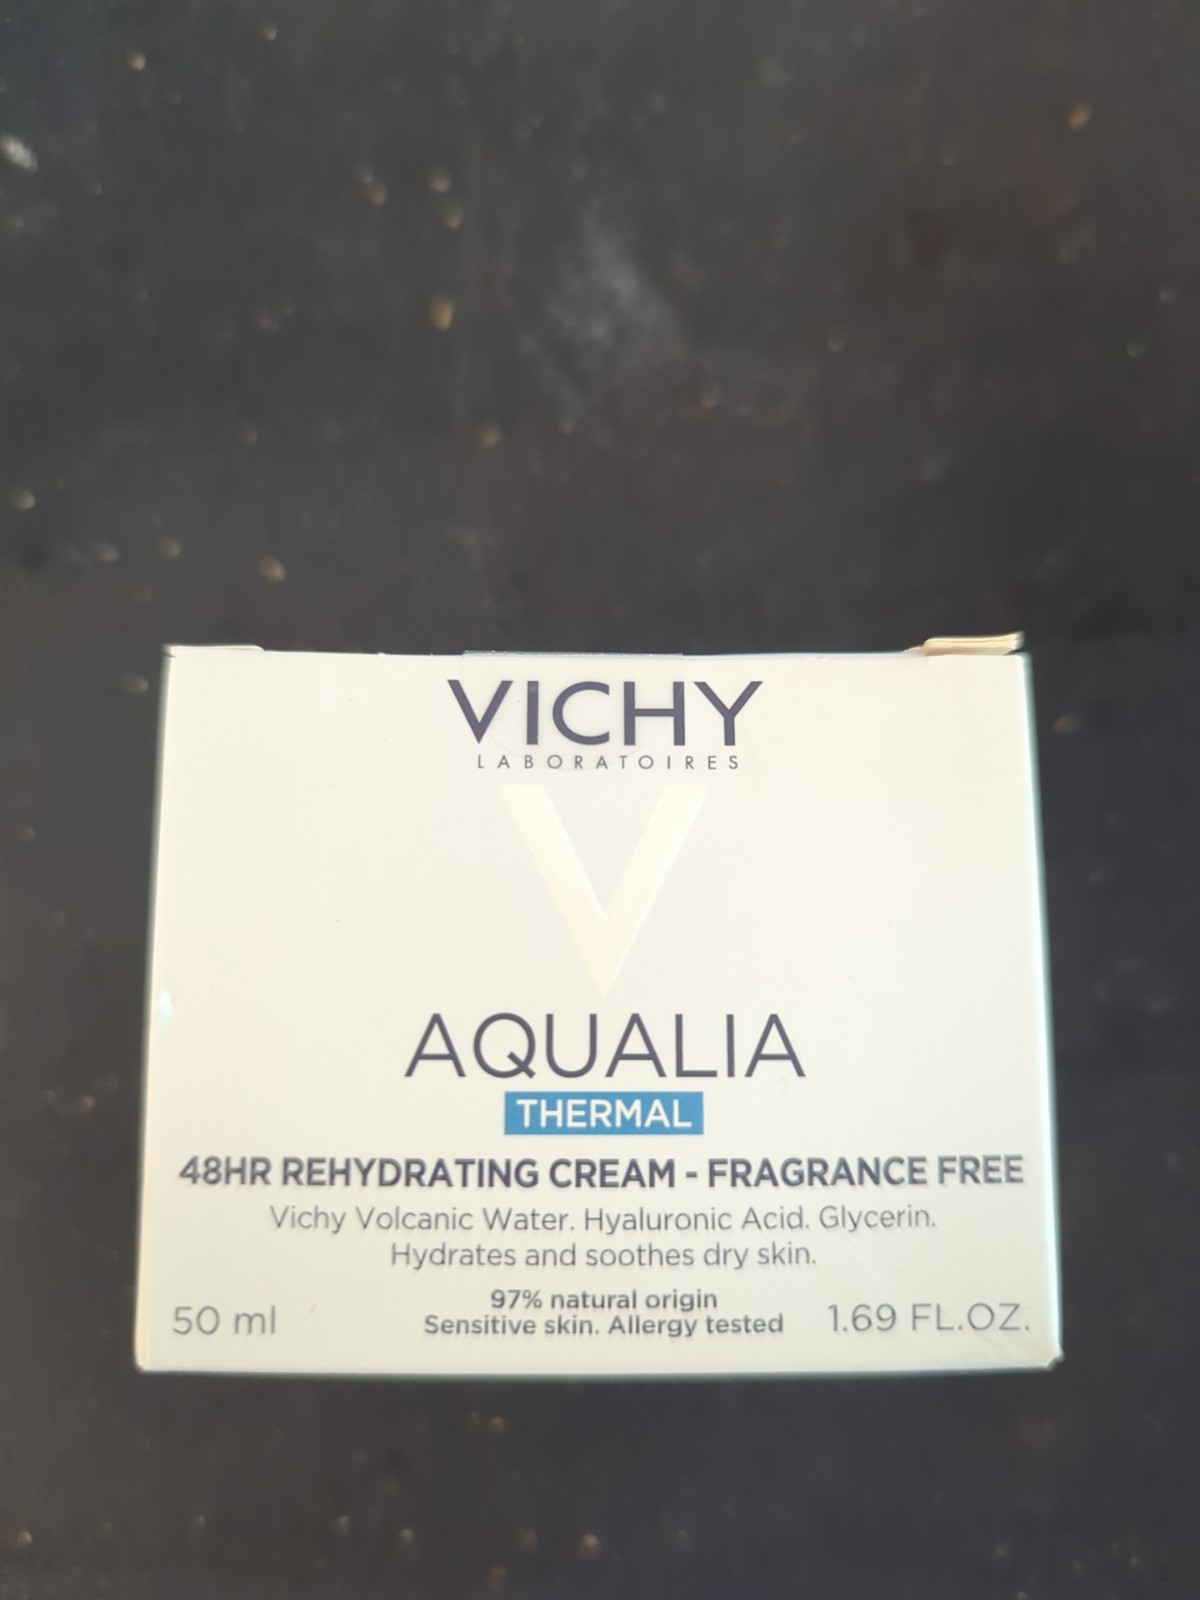 VICHY
LABORATOIRES
V
AQUALIA
THERMAL
48HR REHYDRATING CREAM - FRAGRANCE FREE
Vichy Volcanic Water. Hyaluronic Acid. Glycerin.
Hydrates and soothes dry skin.
97% natural origin
Sensitive skin. Allergy tested
50 ml
1.69 FL.OZ.